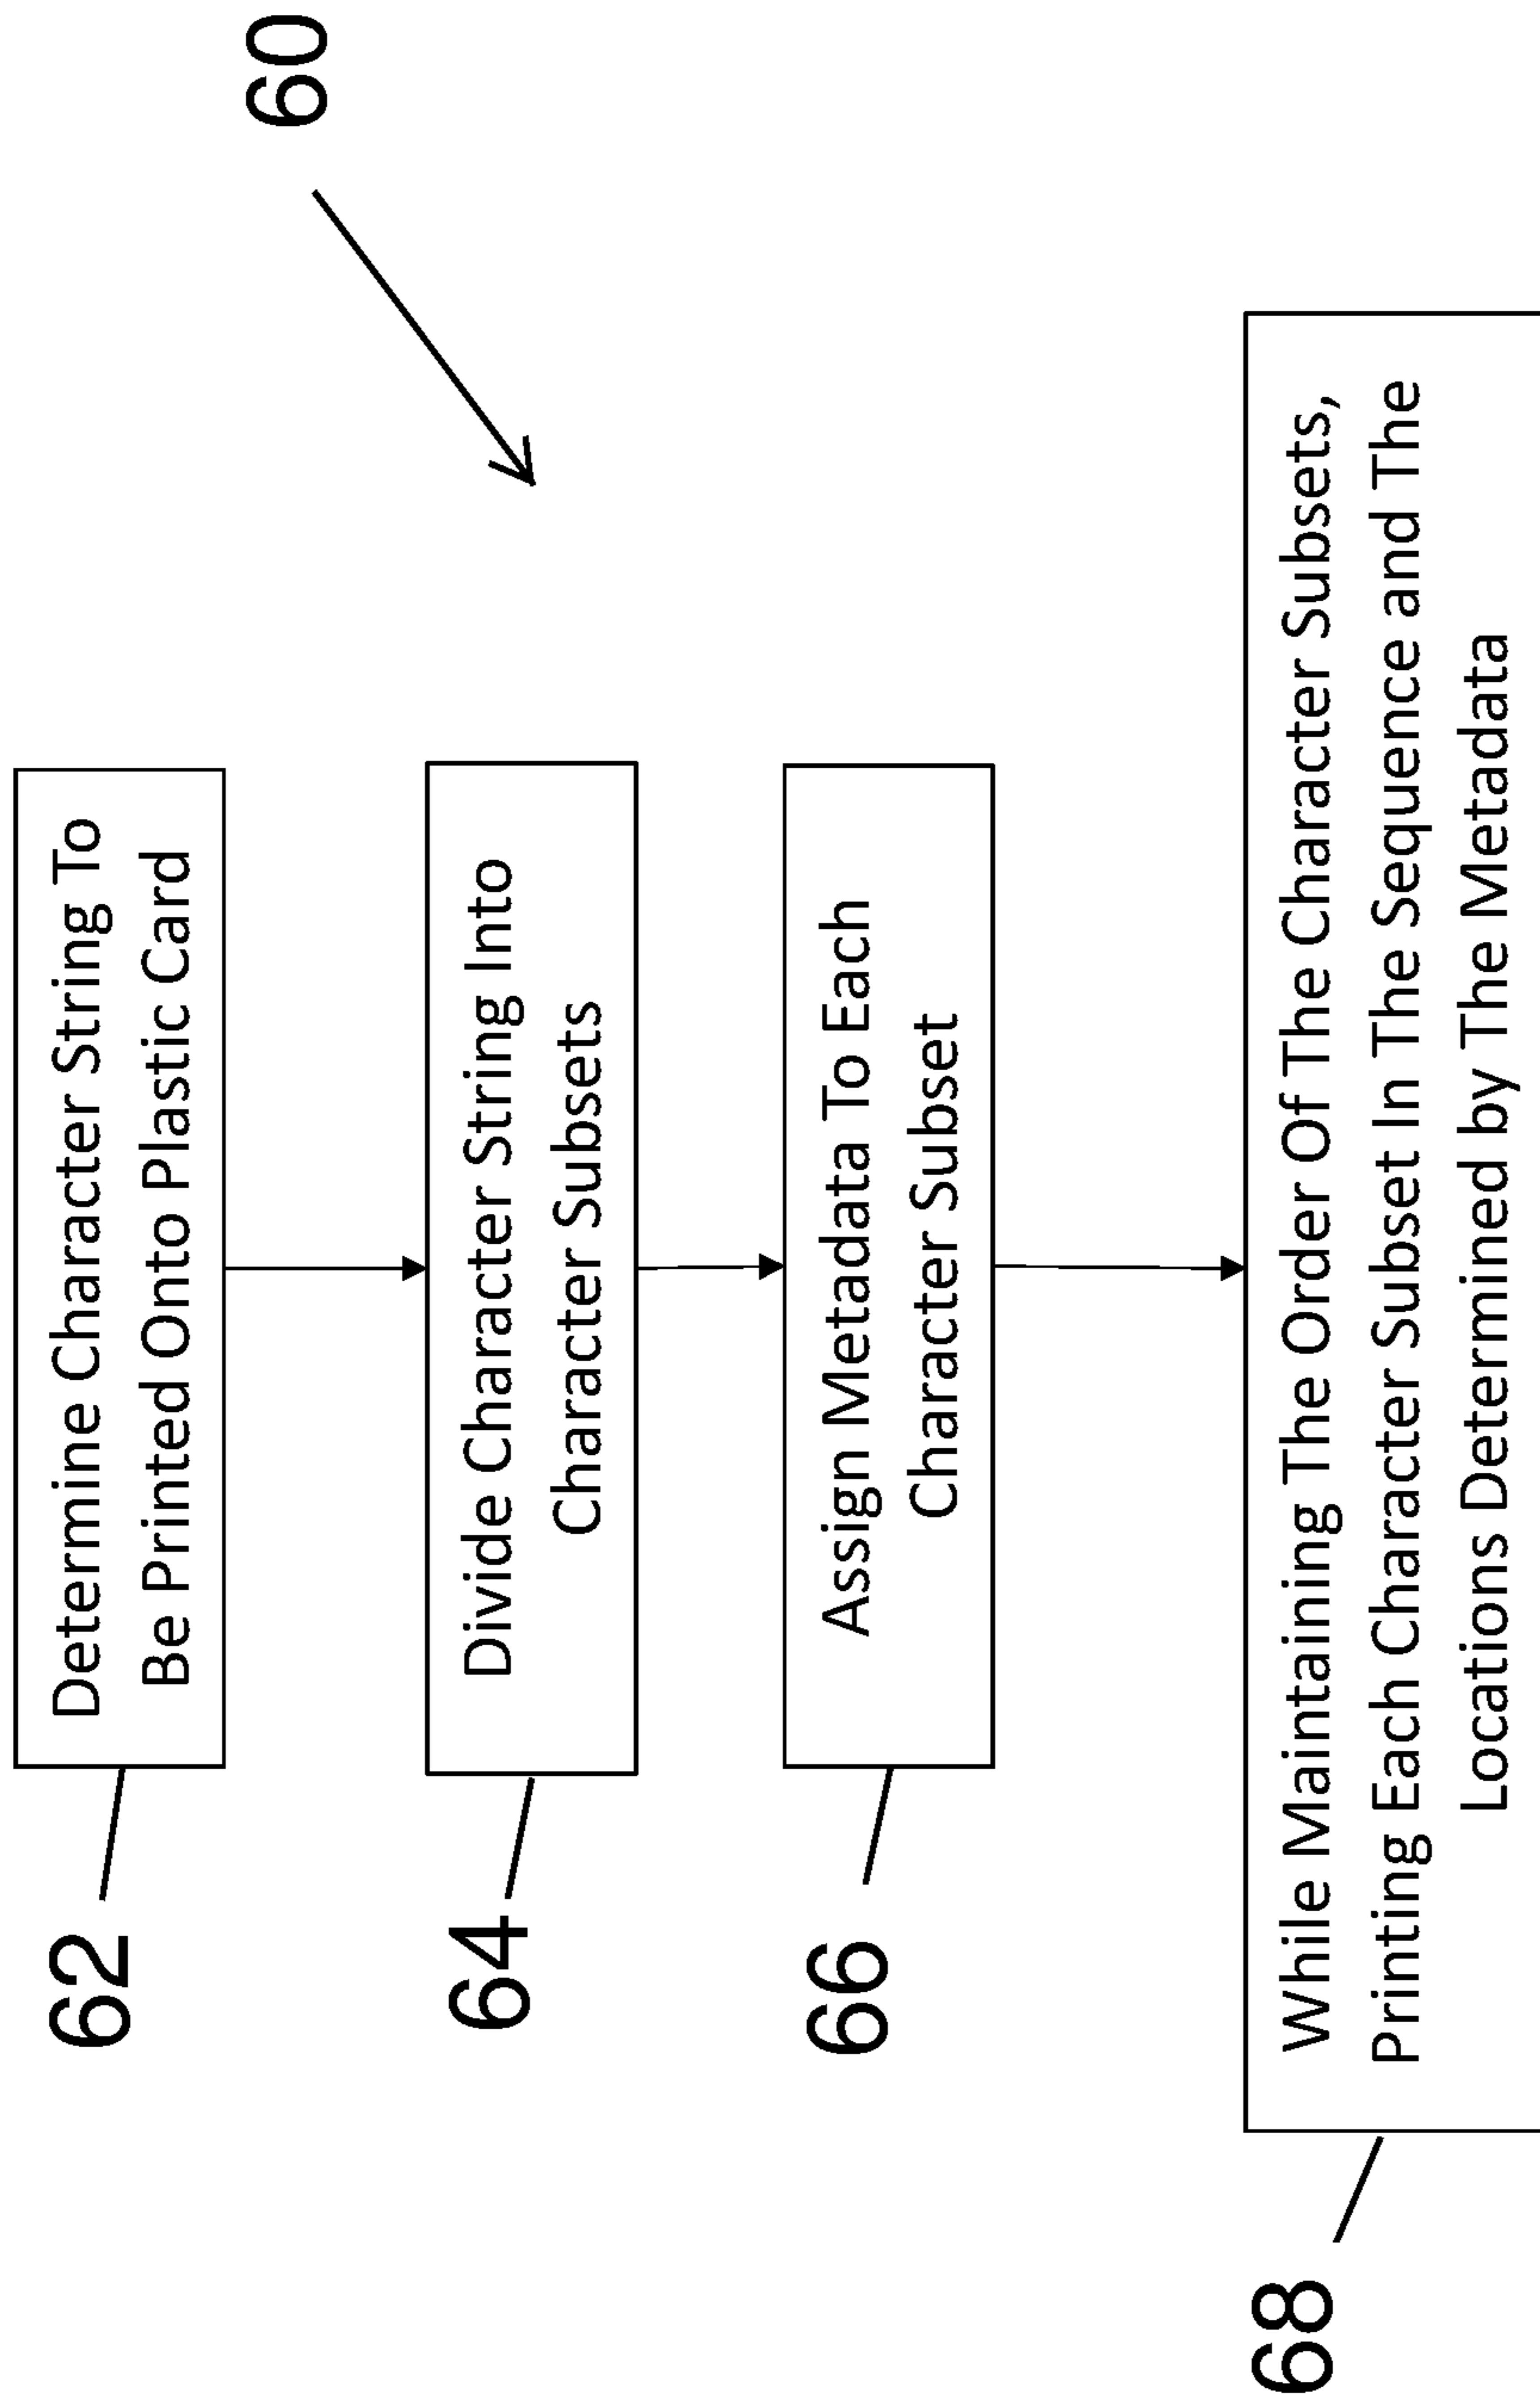 60
62
Determine Character String To
Be Printed Onto Plastic Card
64
Divide Character String Into
Character Subsets
66
Assign Metadata To Each
Character Subset
68
While Maintaining The Order Of The Character Subsets,
Printing Each Character Subset In The Sequence and The
Locations Determined by The Metadata